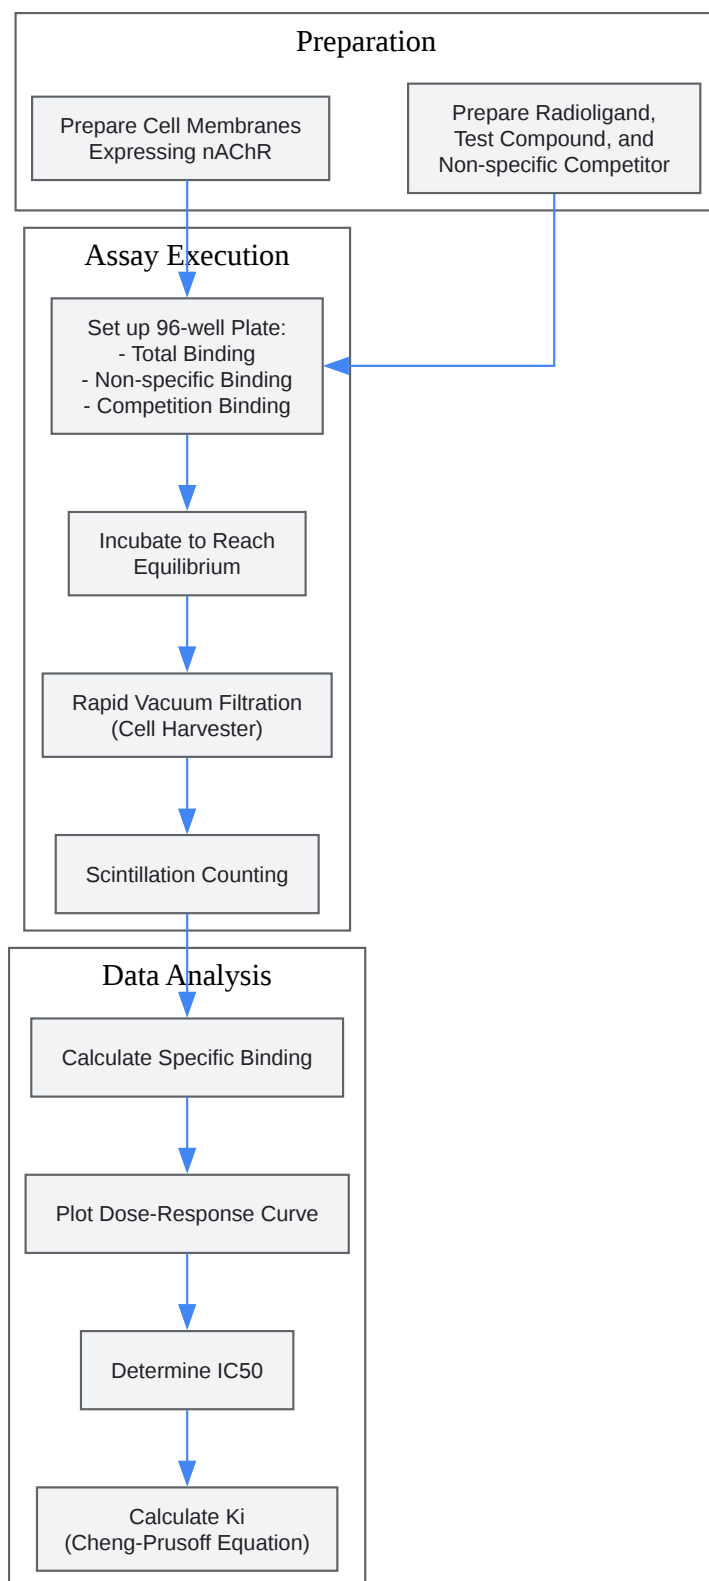 Preparation
Prepare Cell Membranes
Expressing nAChR
Prepare Radioligand,
Test Compound, and
Non-specific Competitor
Assay Execution
Set up 96-well Plate:
- Total Binding
- Non-specific Binding
- Competition Binding
Incubate to Reach
Equilibrium
Rapid Vacuum Filtration
(Cell Harvester)
Scintillation Counting
Data Analysis
Calculate Specific Binding
Plot Dose-Response Curve
Determine IC50
Calculate Ki
(Cheng-Prusoff Equation)